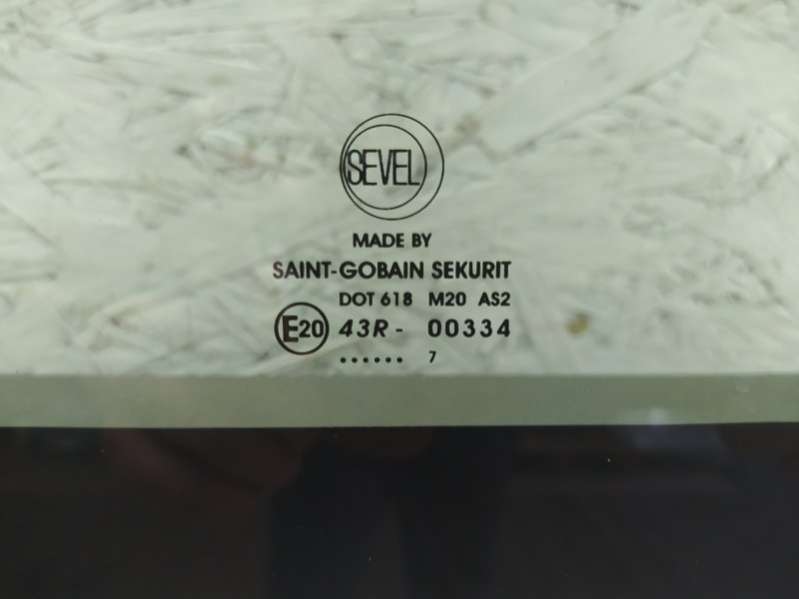 SEVEL
MADE BY
SAINT-GOBAIN SEKURIT
DOT 618 M20 AS2
E20 43R - 00334
...... 7